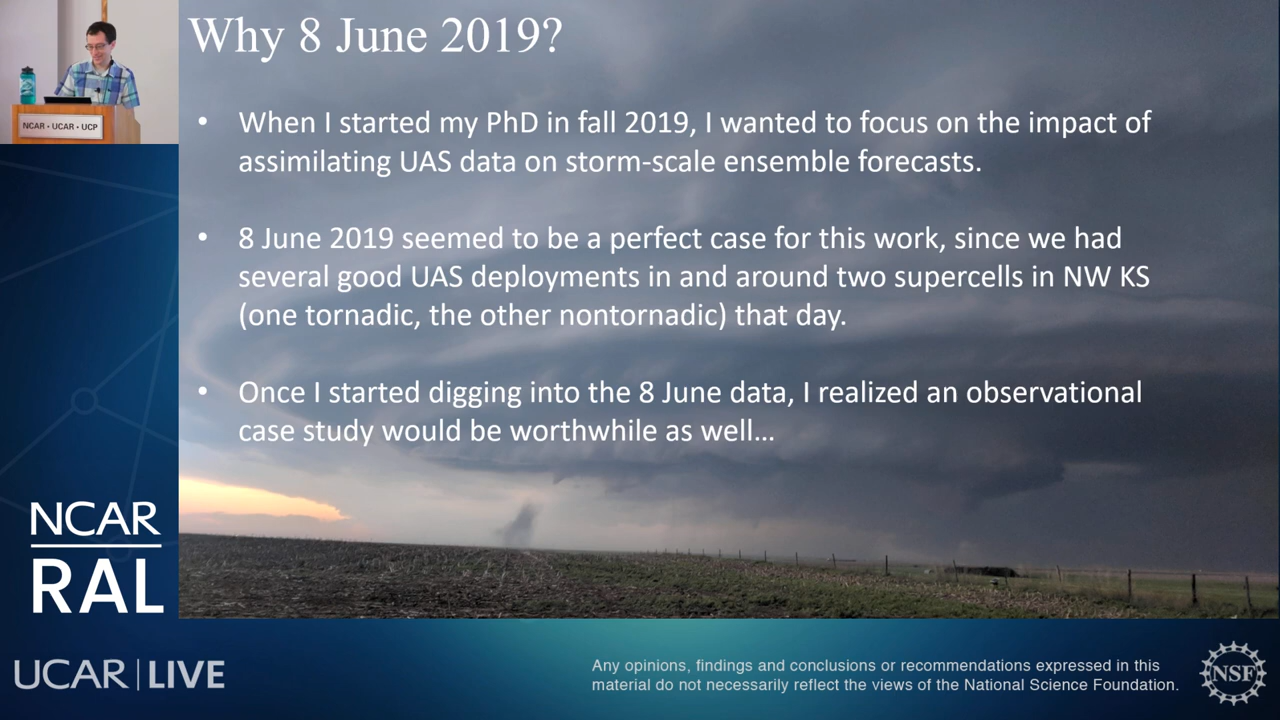 Why 8 June 2019?
• When I started my PhD in fall 2019, I wanted to focus on the impact of
assimilating UAS data on storm-scale ensemble forecasts.
• 8 June 2019 seemed to be a perfect case for this work, since we had
several good UAS deployments in and around two supercells in NW KS
(one tornadic, the other nontornadic) that day.
• Once I started digging into the 8 June data, I realized an observational
case study would be worthwhile as well…
NCAR • UCAR • UCP
NCAR
RAL
UCAR | LIVE
Any opinions, findings and conclusions or recommendations expressed in this
material do not necessarily reflect the views of the National Science Foundation.
NSF